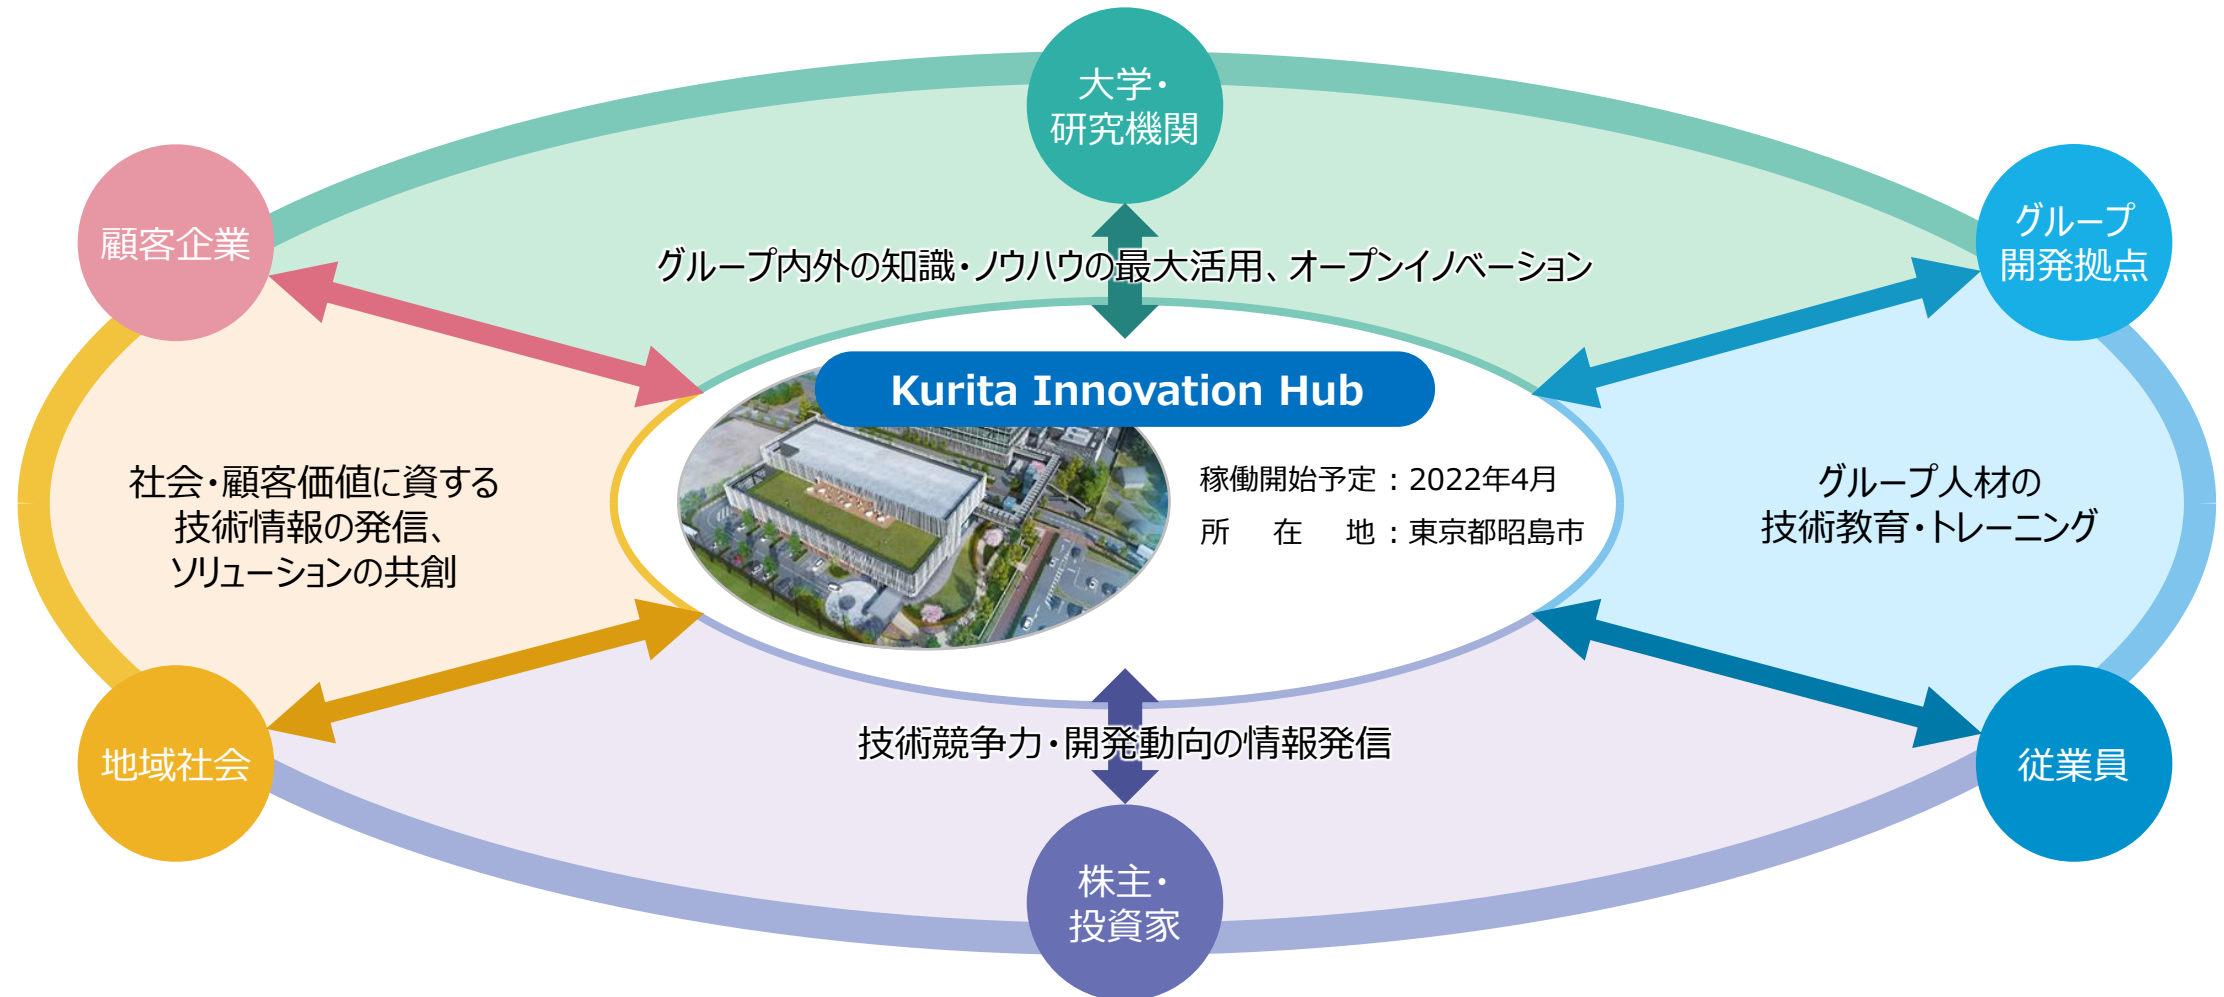 大学・
研究機関
顧客企業
グループ
開発拠点
グループ内外の知識・ノウハウの最大活用、オープンイノベーション
Kurita Innovation Hub
稼働開始予定：2022年4月
所　在　地：東京都昭島市
社会・顧客価値に資する
技術情報の発信、
ソリューションの共創
グループ人材の
技術教育・トレーニング
技術競争力・開発動向の情報発信
地域社会
従業員
株主・
投資家